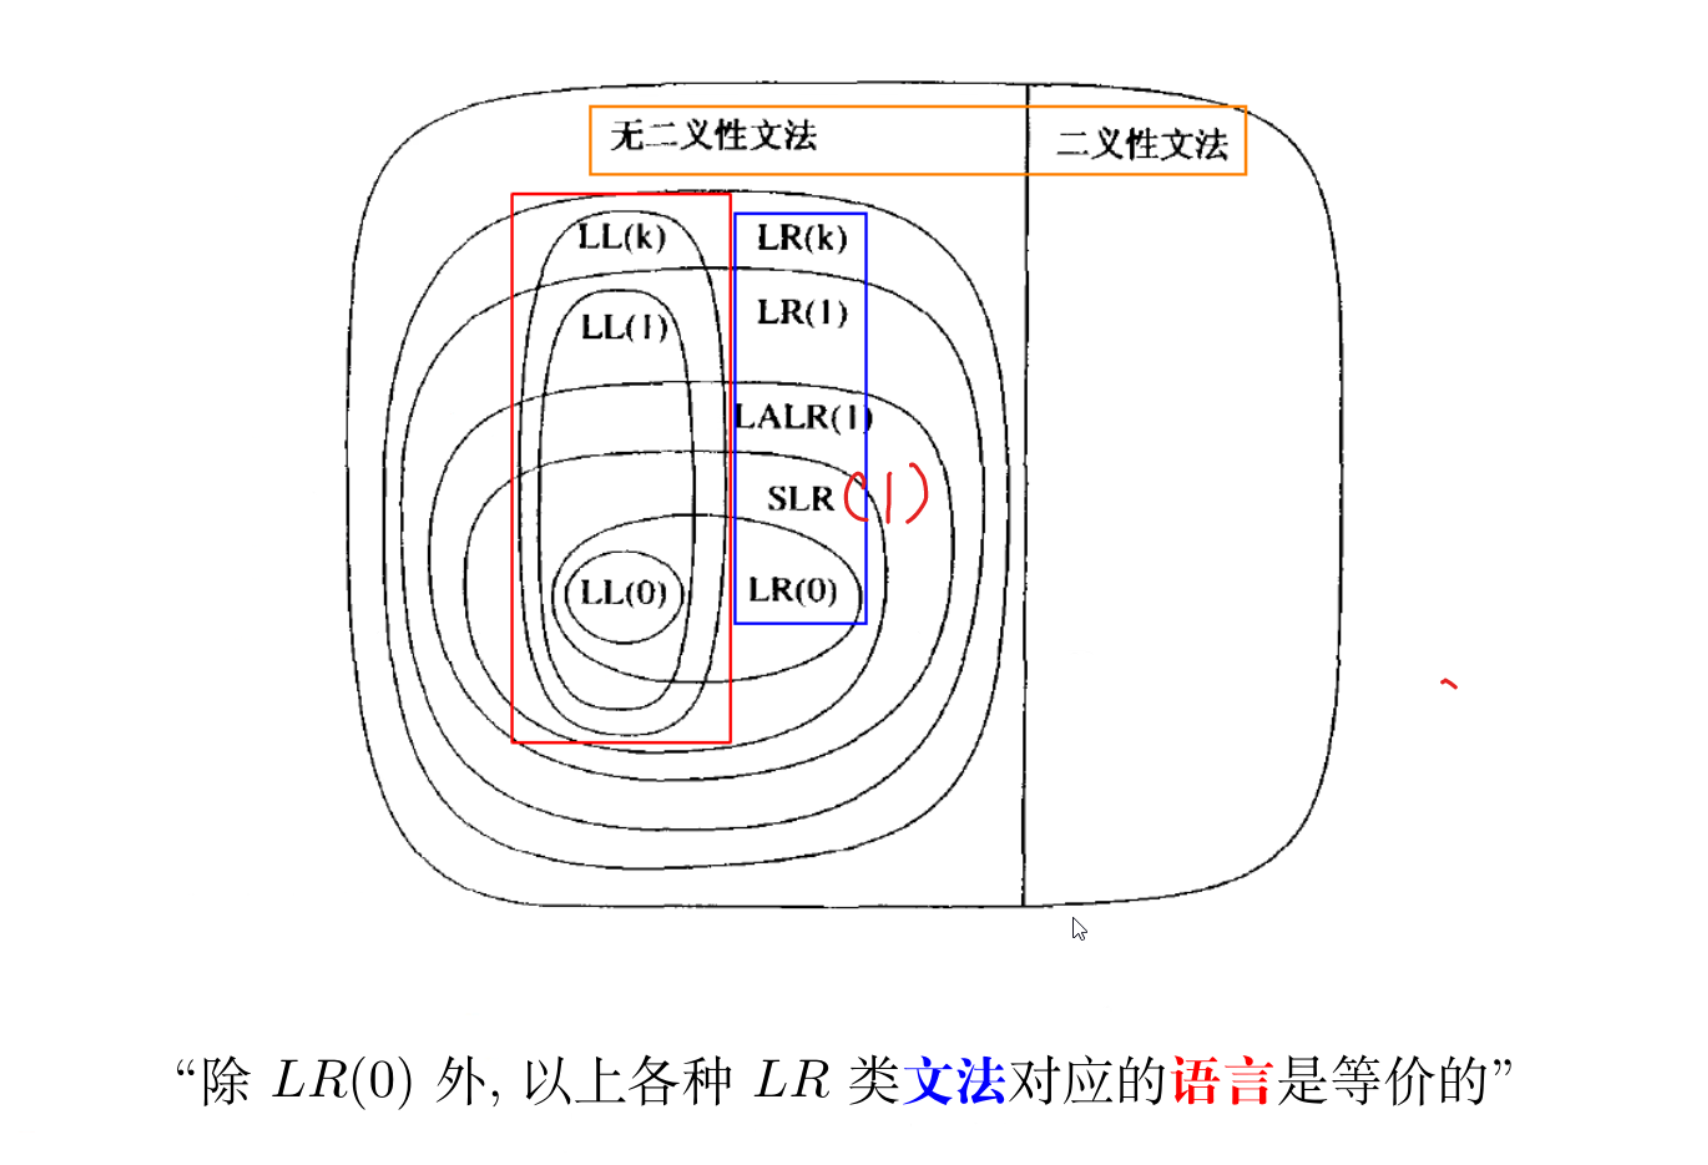 无二义性文法
二义性文法
LL(k)
LR(k)
LL(1)
LR(1)
LALR(1)
SLR (1)
LL(0)
LR(0)
“除 LR(0) 外, 以上各种 LR 类文法对应的语言是等价的”